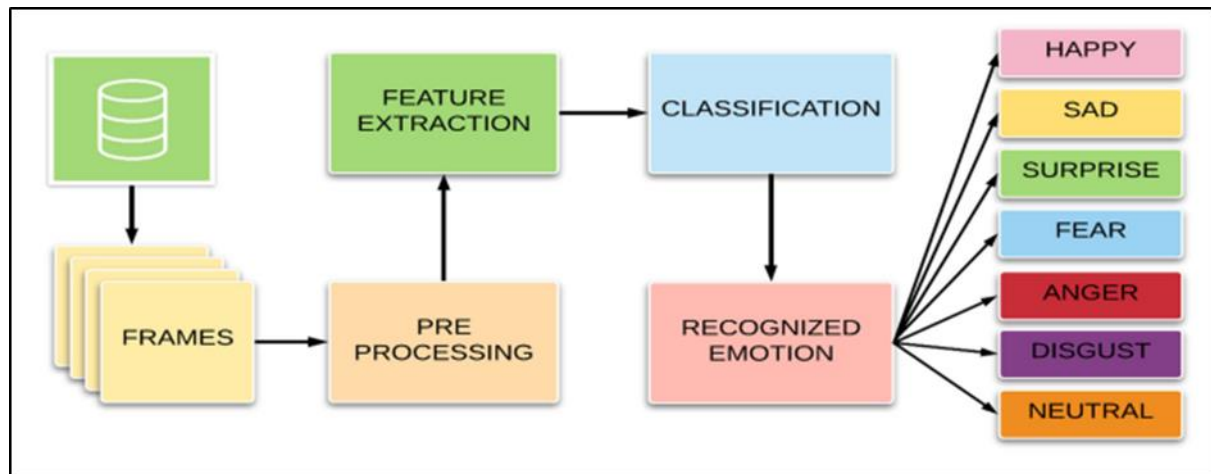 FRAMES
PRE
PROCESSING
FEATURE
EXTRACTION
CLASSIFICATION
RECOGNIZED
EMOTION
HAPPY
SAD
SURPRISE
FEAR
ANGER
DISGUST
NEUTRAL